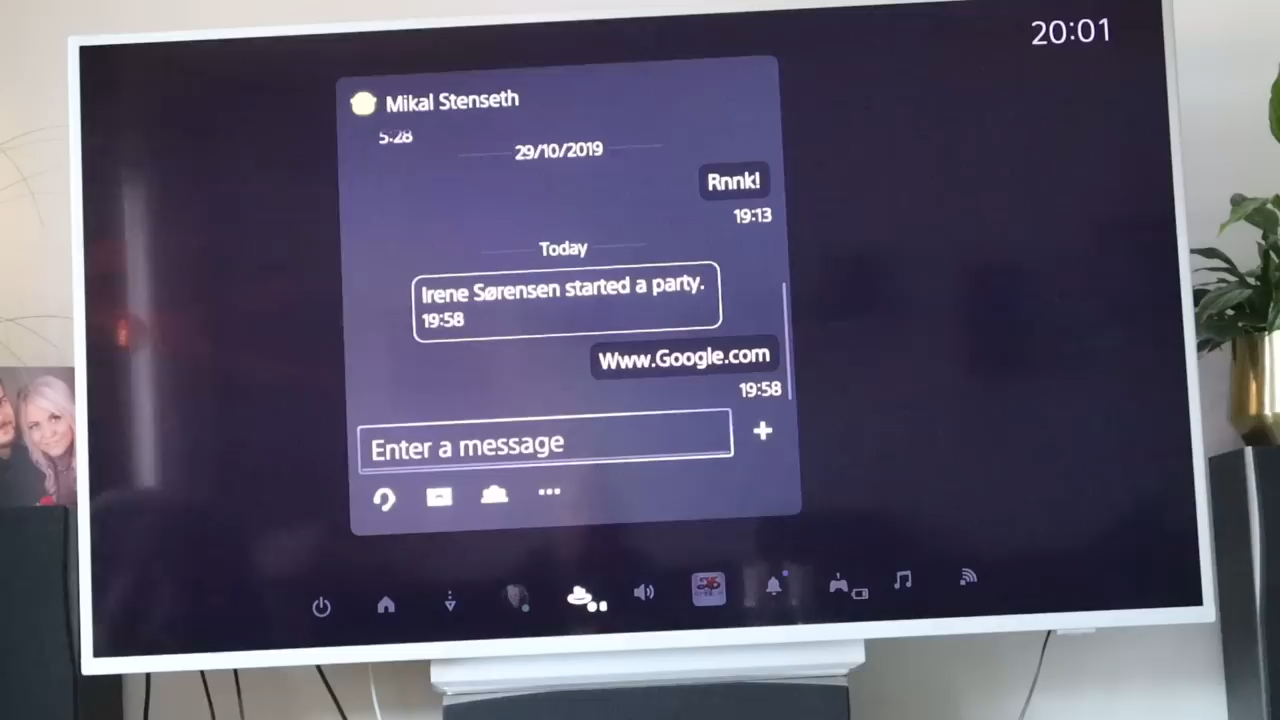 20:01
Mikal Stenseth
5:28
29/10/2019
Rnnk!
19:13
Today
Irene Sørensen started a party.
19:58
Www.Google.com
19:58
Enter a message